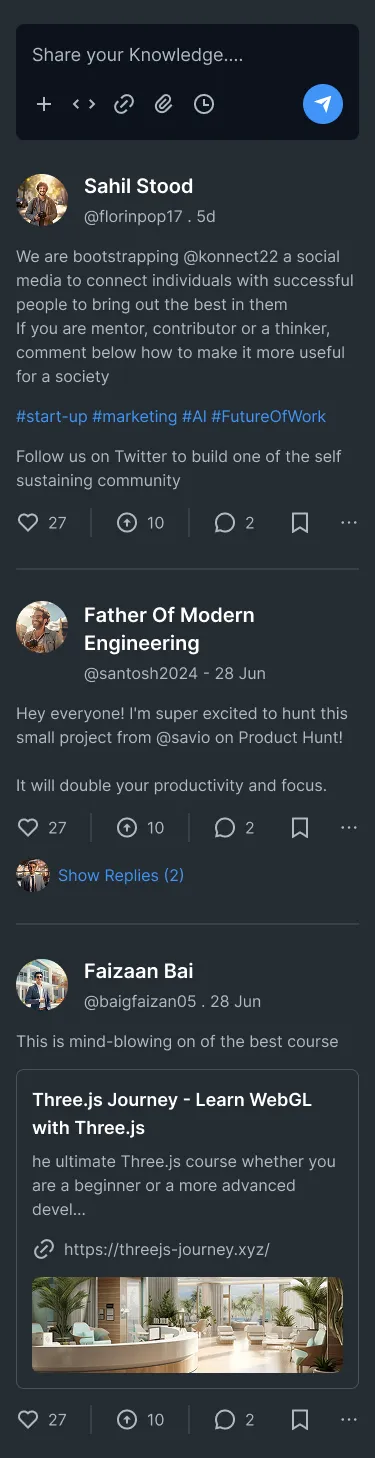 Share your Knowledge....
Sahil Stood
@florinpop17 . 5d
We are bootstrapping @konnect22 a social
media to connect individuals with successful
people to bring out the best in them
If you are mentor, contributor or a thinker,
comment below how to make it more useful
for a society
#start-up #marketing #AI #FutureOfWork
Follow us on Twitter to build one of the self
sustaining community
27 10 2
Father Of Modern
Engineering
@santosh2024 - 28 Jun
Hey everyone! I'm super excited to hunt this
small project from @savio on Product Hunt!
It will double your productivity and focus.
27 10 2
Show Replies (2)
Faizaan Bai
@baigfaizan05 . 28 Jun
This is mind-blowing on of the best course
Three.js Journey - Learn WebGL
with Three.js
he ultimate Three.js course whether you
are a beginner or a more advanced
devel...
https://threejs-journey.xyz/
27 10 2